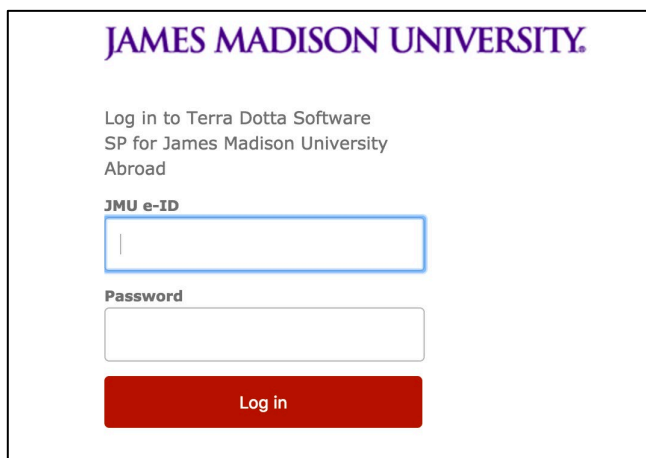 JAMES MADISON UNIVERSITY.
Log in to Terra Dotta Software
SP for James Madison University
Abroad
JMU e-ID
Password
Log in